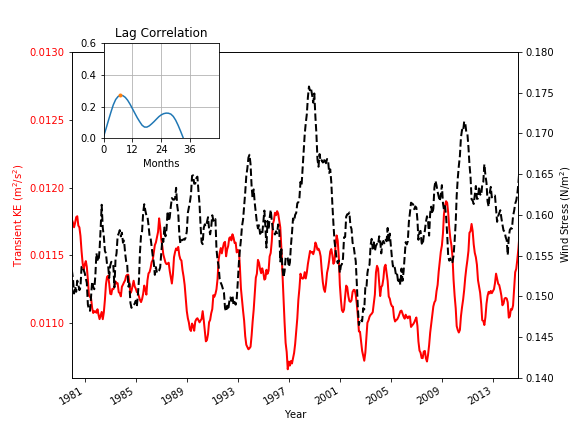 Lag Correlation
0.6
0.4
0.2
0.0
0 12 24 36
Months
0.0130
0.0125
0.0120
0.0115
0.0110
Transient KE (m²/s²)
0.180
0.175
0.170
0.165
0.160
0.155
0.150
0.145
0.140
Wind Stress (N/m²)
1981 1985 1989 1993 1997 2001 2005 2009 2013
Year